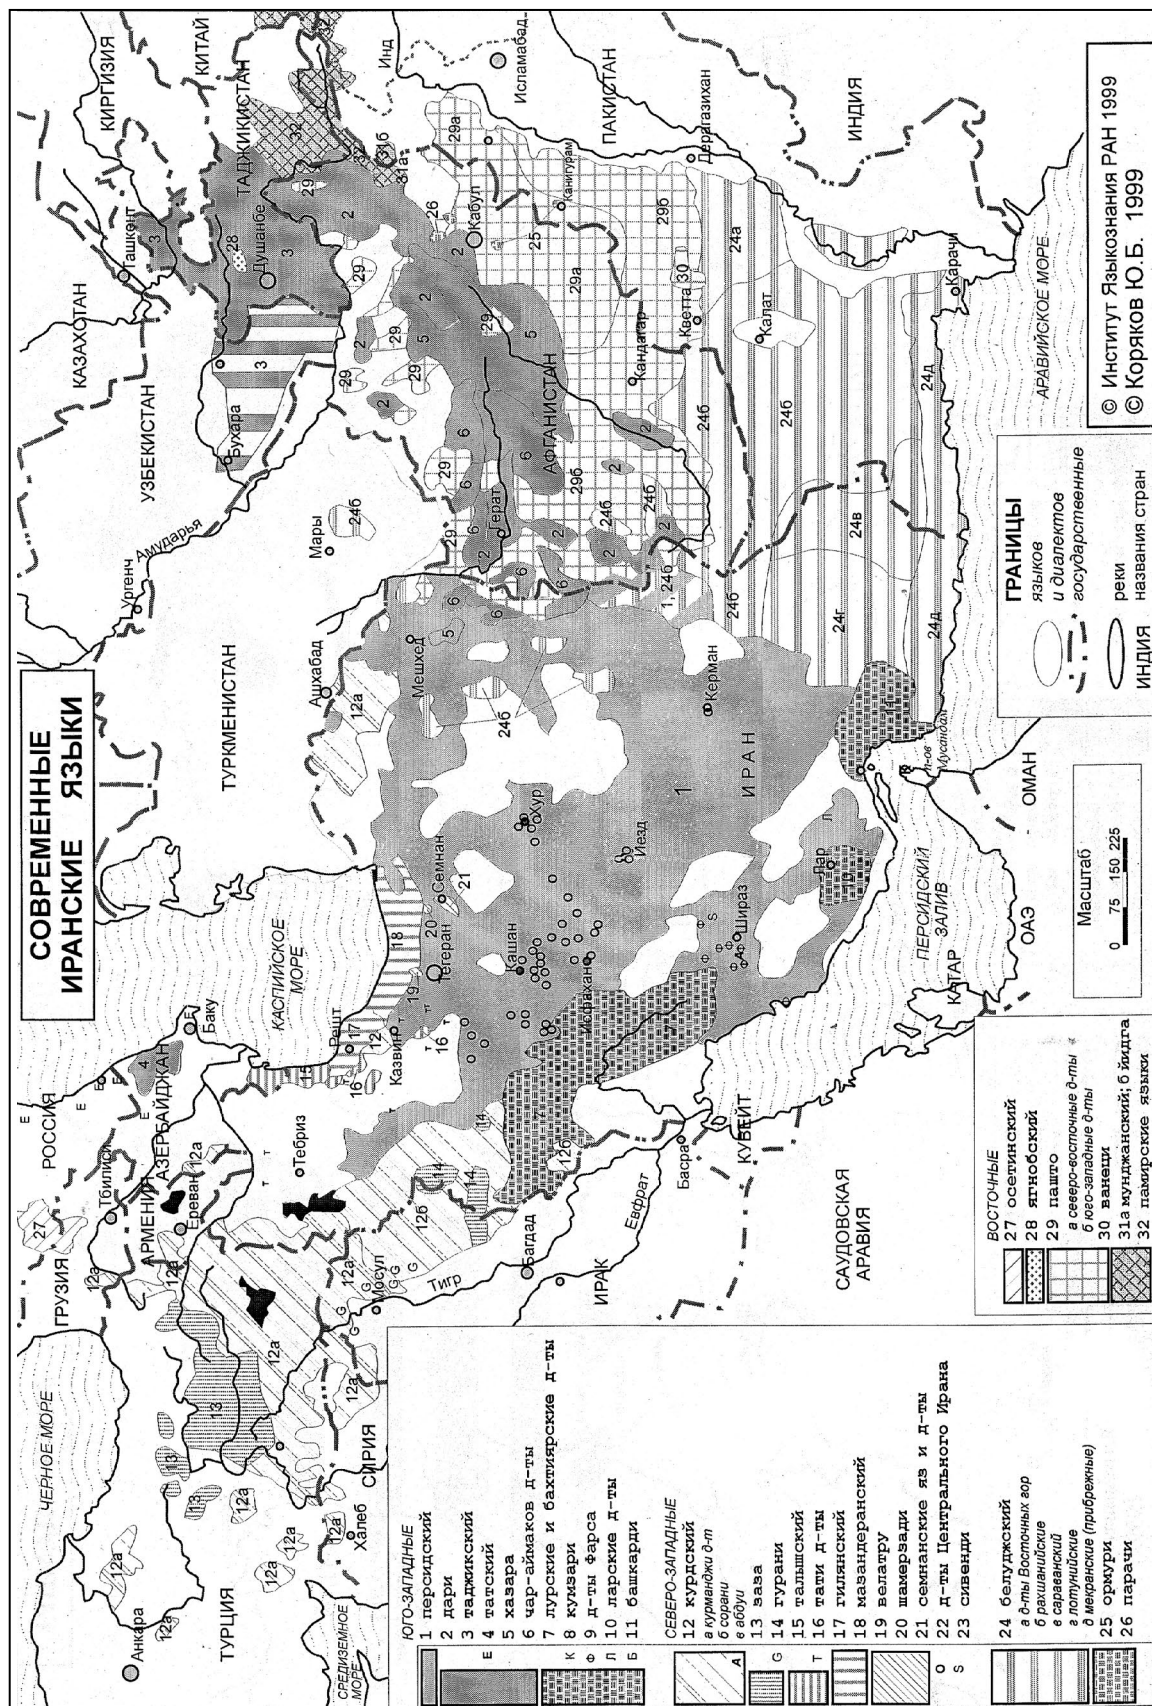 СОВРЕМЕННЫЕ
ИРАНСКИЕ ЯЗЫКИ
ЧЕРНОЕ МОРЕ
СРЕДИЗЕМНОЕ
МОРЕ
КАСПИЙСКОЕ
МОРЕ
ПЕРСИДСКИЙ
ЗАЛИВ
АРАВИЙСКОЕ МОРЕ
РОССИЯ
ГРУЗИЯ
АРМЕНИЯ
АЗЕРБАЙДЖАН
ТУРЦИЯ
СИРИЯ
ИРАК
КУВЕЙТ
САУДОВСКАЯ
АРАВИЯ
КАТАР
ОАЭ
ОМАН
ИРАН
ТУРКМЕНИСТАН
УЗБЕКИСТАН
КАЗАХСТАН
КИРГИЗИЯ
КИТАЙ
ТАДЖИКИСТАН
АФГАНИСТАН
ПАКИСТАН
ИНДИЯ
Анкара
Халеб
Тбилиси
Ереван
Баку
Тебриз
Мосул
Тигр
Багдад
Евфрат
Басра
Решт
Казвин
Тегеран
Семнан
Кашан
Исфахан
Хур
Йезд
Шираз
Лар
Керман
п-ов
Мусандам
Мешхед
Ашхабад
Ургенч
Амударья
Мары
Бухара
Ташкент
Душанбе
Герат
Кабул
Кандагар
Кветта
Калат
Карачи
Канигурам
Дерагазихан
Исламабад
Инд
ЮГО-ЗАПАДНЫЕ
1 персидский
2 дари
3 таджикский
Е 4 татский
5 хазара
6 чар-аймаков д-ты
7 лурские и бахтиярские д-ты
К 8 кумзари
Ф 9 д-ты Фарса
Л 10 ларские д-ты
Б 11 башкарди
СЕВЕРО-ЗАПАДНЫЕ
12 курдский
а курманджи д-т
б сорани
в аббуи
13 заза
G 14 гурани
15 талышский
Т 16 тати д-ты
17 гилянский
18 мазандеранский
19 велатру
20 шамерзади
21 семнанские яз и д-ты
О 22 д-ты Центрального Ирана
S 23 сивенди
24 белуджский
а д-ты Восточных гор
б рахшанийские
в сараванский
г лотунийские
д мекранские (прибрежные)
25 ормури
26 парачи
ВОСТОЧНЫЕ
27 осетинский
28 ягнобский
29 пашто
а северо-восточные д-ты
б юго-западные д-ты
30 ванеци
31а мунджанский; б йидга
32 памирские языки
Масштаб
0 75 150 225
ГРАНИЦЫ
языков
и диалектов
государственные
реки
ИНДИЯ названия стран
© Институт Языкознания РАН 1999
© Коряков Ю.Б. 1999